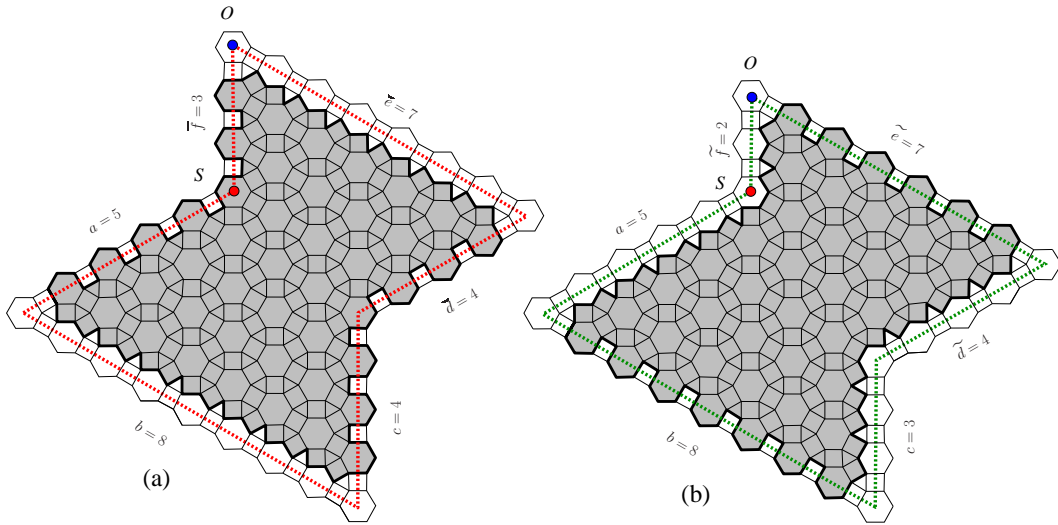 O
f̄ = 3
e⃗ = 7
S
a = 5
d⃗ = 4
b = 8
c = 4
(a)
O
f̃ = 2
ẽ = 7
S
a = 5
d̃ = 4
b = 8
c = 3
(b)